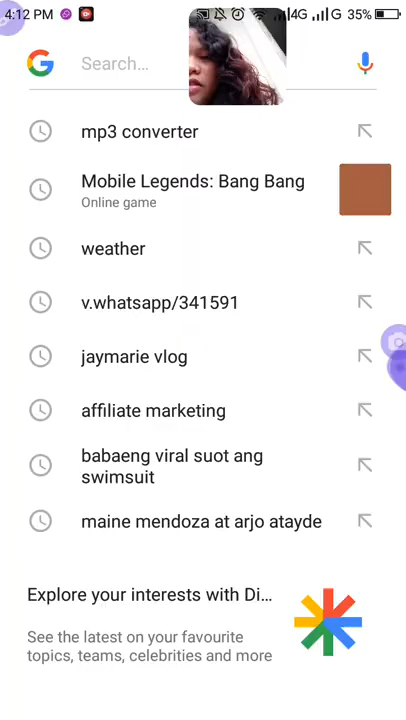 4:12 PM 4G G 35%
Search...
mp3 converter
Mobile Legends: Bang Bang
Online game
weather
v.whatsapp/341591
jaymarie vlog
affiliate marketing
babaeng viral suot ang
swimsuit
maine mendoza at arjo atayde
Explore your interests with Di...
See the latest on your favourite
topics, teams, celebrities and more